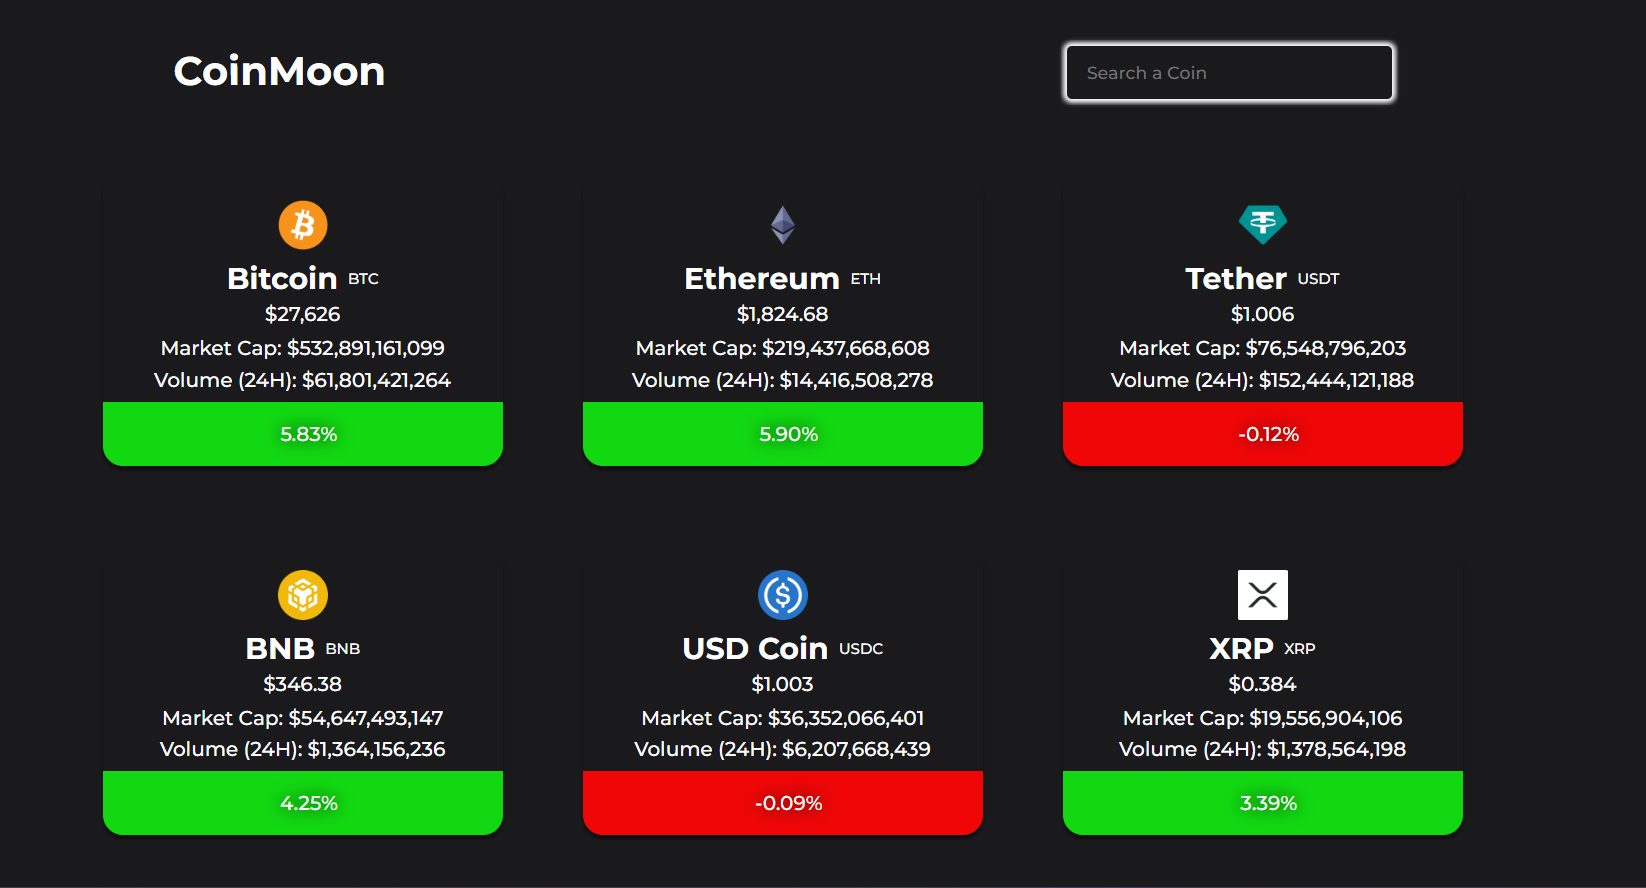 CoinMoon
Search a Coin
Bitcoin BTC
$27,626
Market Cap: $532,891,161,099
Volume (24H): $61,801,421,264
5.83%
Ethereum ETH
$1,824.68
Market Cap: $219,437,668,608
Volume (24H): $14,416,508,278
5.90%
Tether USDT
$1.006
Market Cap: $76,548,796,203
Volume (24H): $152,444,121,188
-0.12%
BNB BNB
$346.38
Market Cap: $54,647,493,147
Volume (24H): $1,364,156,236
4.25%
USD Coin USDC
$1.003
Market Cap: $36,352,066,401
Volume (24H): $6,207,668,439
-0.09%
XRP XRP
$0.384
Market Cap: $19,556,904,106
Volume (24H): $1,378,564,198
3.39%